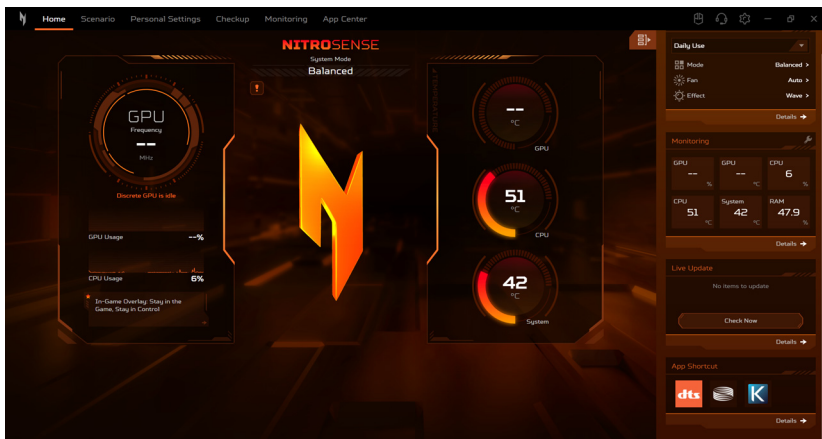 Home Scenario Personal Settings Checkup Monitoring App Center
NITROSENSE
System Mode
Balanced
GPU
Frequency
--
MHz
Discrete GPU is idle
GPU Usage --%
CPU Usage 6%
In-Game Overlay: Stay in the
Game, Stay in Control
TEMPERATURE
--
°C
GPU
51
°C
CPU
42
°C
System
Daily Use
Mode Balanced >
Fan Auto >
Effect Wave >
Details
Monitoring
GPU GPU CPU
-- -- 6
% °C %
CPU System RAM
51 42 47.9
°C °C %
Details
Live Update
No items to update
Check Now
Details
App Shortcut
dts K
Details